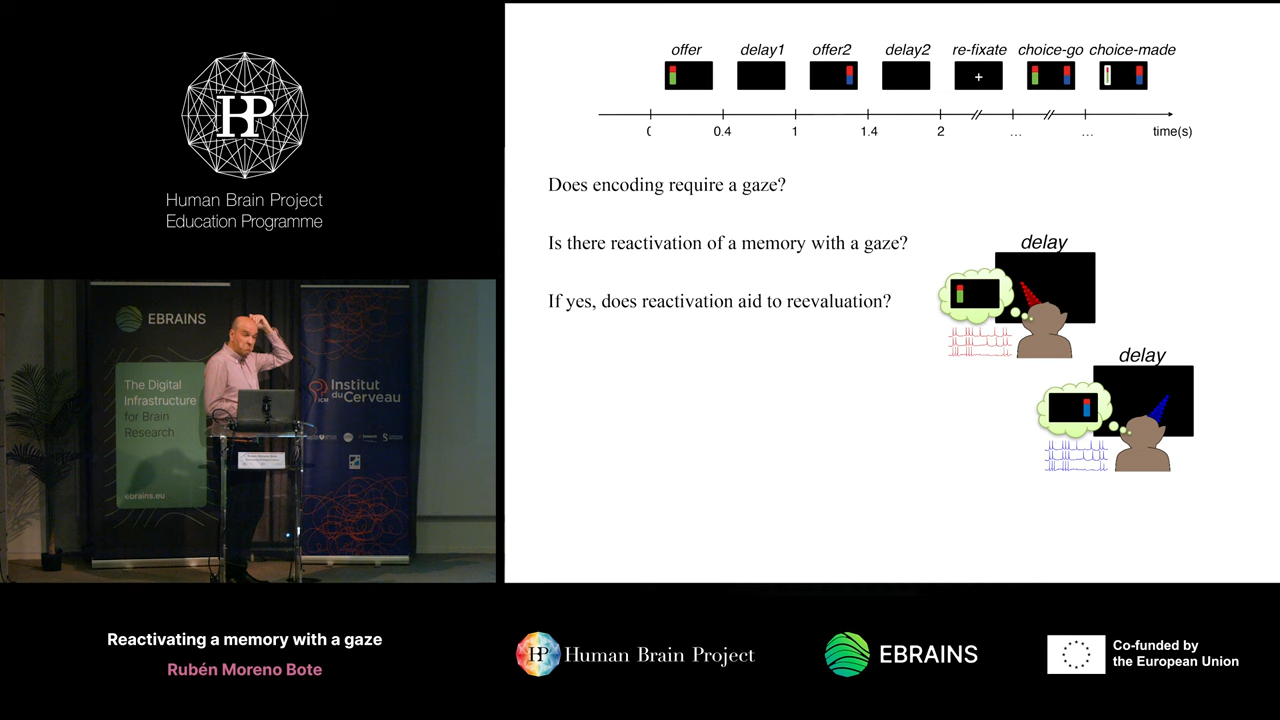 HP
Human Brain Project
Education Programme
EBRAINS
The Digital
Infrastructure
for Brain
Research
ebrains.eu
ICM
Institut
du Cerveau
offer
delay1
offer2
delay2
re-fixate
choice-go
choice-made
+
0.4
1
1.4
2
...
...
time(s)
Does encoding require a gaze?
Is there reactivation of a memory with a gaze?
If yes, does reactivation aid to reevaluation?
delay
delay
Reactivating a memory with a gaze
Rubén Moreno Bote
HP
Human Brain Project
EBRAINS
Co-funded by
the European Union